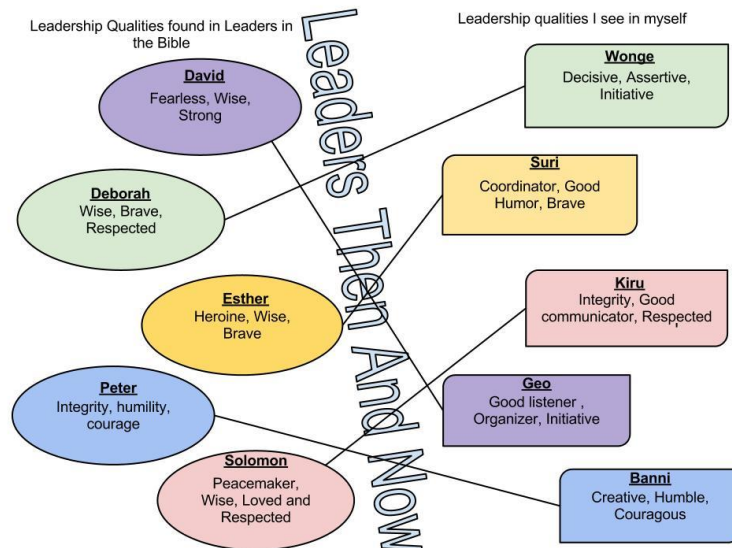 Leadership Qualities found in Leaders in
the Bible
David
Fearless, Wise,
Strong
Deborah
Wise, Brave,
Respected
Esther
Heroine, Wise,
Brave
Peter
Integrity, humility,
courage
Solomon
Peacemaker,
Wise, Loved and
Respected
Leaders Then And Now
Leadership qualities I see in myself
Wonge
Decisive, Assertive,
Initiative
Suri
Coordinator, Good
Humor, Brave
Kiru
Integrity, Good
communicator, Respected
,
Geo
Good listener ,
Organizer, Initiative
Banni
Creative, Humble,
Couragous